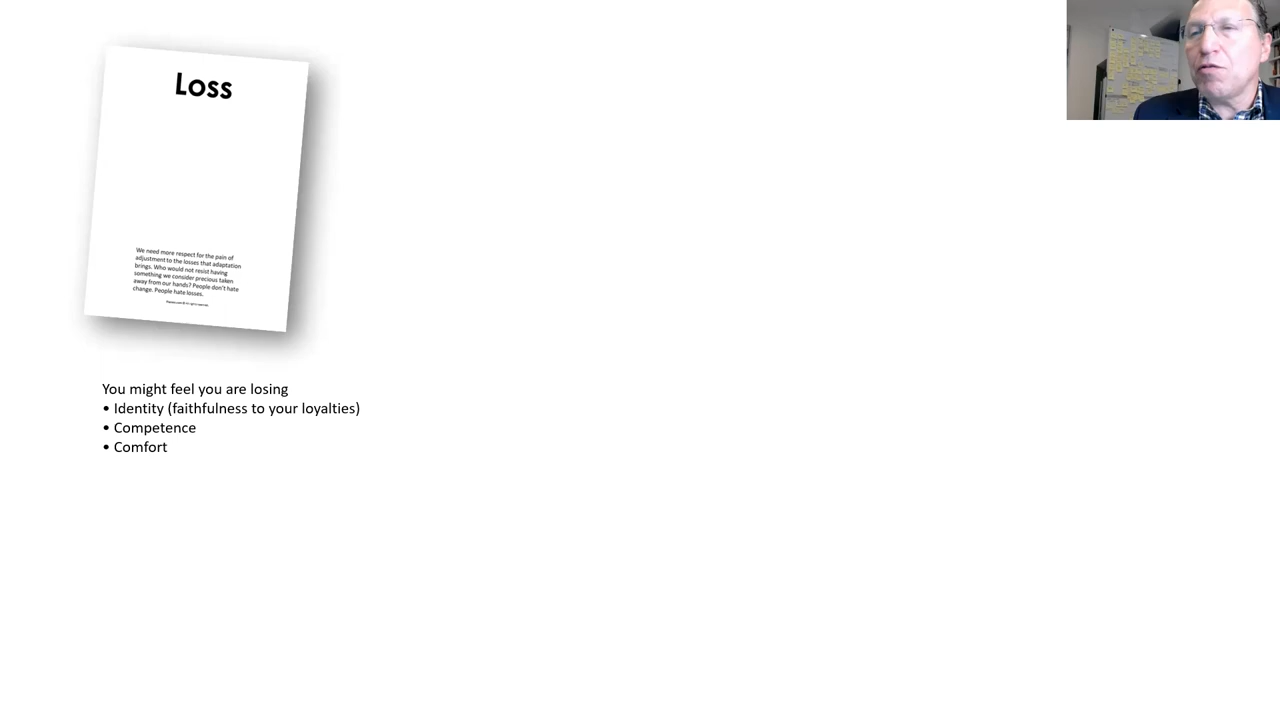 Loss
We need more respect for the pain of
adjustment to the losses that adaptation
brings. Who would not resist having
something we consider precious taken
away from our hands? People don't hate
change. People hate losses.
You might feel you are losing
• Identity (faithfulness to your loyalties)
• Competence
• Comfort